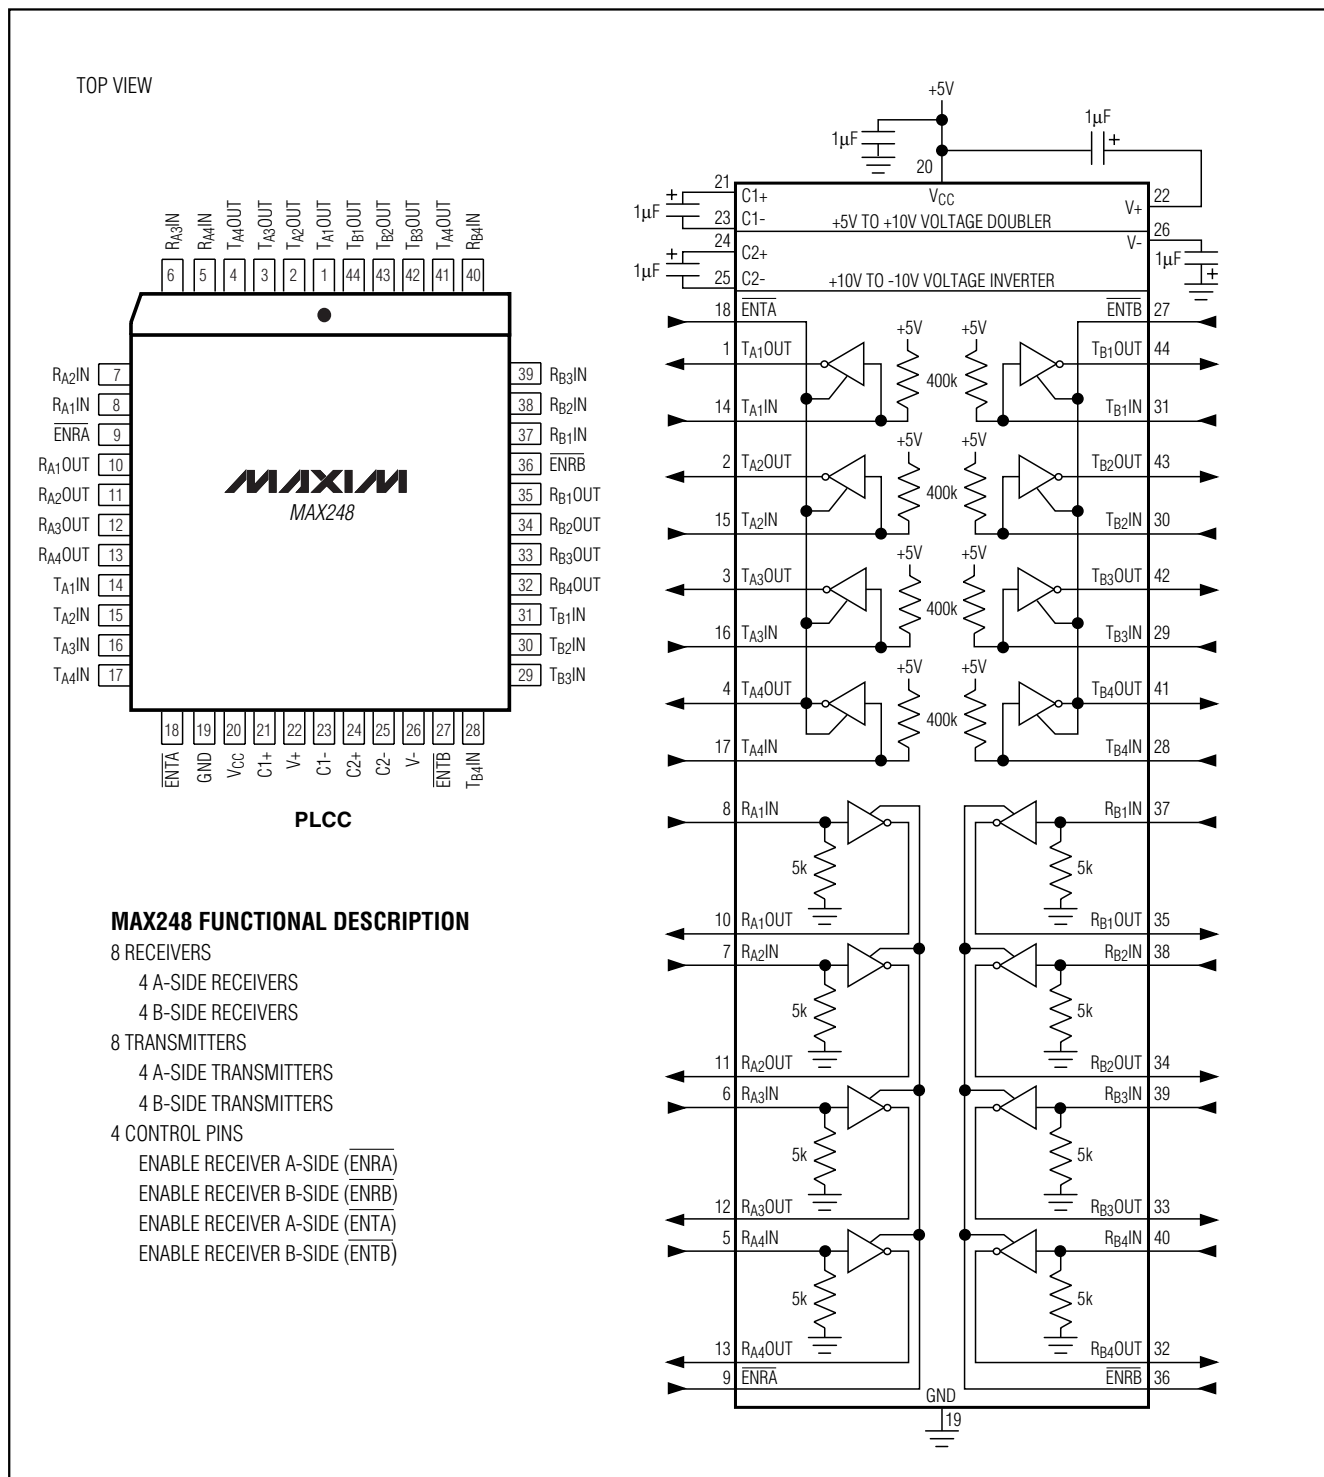 TOP VIEW
RA3IN
RA4IN
TA4OUT
TA3OUT
TA2OUT
TA1OUT
TB1OUT
TB2OUT
TB3OUT
TA4OUT
RB4IN
6 5 4 3 2 1 44 43 42 41 40
RA2IN 7
RA1IN 8
ENRA 9
RA1OUT 10
RA2OUT 11
RA3OUT 12
RA4OUT 13
TA1IN 14
TA2IN 15
TA3IN 16
TA4IN 17
MAXIM
MAX248
39 RB3IN
38 RB2IN
37 RB1IN
36 ENRB
35 RB1OUT
34 RB2OUT
33 RB3OUT
32 RB4OUT
31 TB1IN
30 TB2IN
29 TB3IN
18 19 20 21 22 23 24 25 26 27 28
ENTA
GND
VCC
C1+
V+
C1-
C2+
C2-
V-
ENTB
TB4IN
PLCC
MAX248 FUNCTIONAL DESCRIPTION
8 RECEIVERS
4 A-SIDE RECEIVERS
4 B-SIDE RECEIVERS
8 TRANSMITTERS
4 A-SIDE TRANSMITTERS
4 B-SIDE TRANSMITTERS
4 CONTROL PINS
ENABLE RECEIVER A-SIDE (ENRA)
ENABLE RECEIVER B-SIDE (ENRB)
ENABLE RECEIVER A-SIDE (ENTA)
ENABLE RECEIVER B-SIDE (ENTB)
+5V
1µF
1µF +
20
21 C1+ VCC V+ 22
+ 1µF
23 C1- +5V TO +10V VOLTAGE DOUBLER
24 C2+ V- 26
+ 1µF 1µF +
25 C2- +10V TO -10V VOLTAGE INVERTER
18 ENTA ENTB 27
+5V +5V
1 TA1OUT TB1OUT 44
400k
14 TA1IN TB1IN 31
+5V +5V
2 TA2OUT TB2OUT 43
400k
15 TA2IN TB2IN 30
+5V +5V
3 TA3OUT TB3OUT 42
400k
16 TA3IN TB3IN 29
+5V +5V
4 TA4OUT TB4OUT 41
400k
17 TA4IN TB4IN 28
8 RA1IN RB1IN 37
5k 5k
10 RA1OUT RB1OUT 35
7 RA2IN RB2IN 38
5k 5k
11 RA2OUT RB2OUT 34
6 RA3IN RB3IN 39
5k 5k
12 RA3OUT RB3OUT 33
5 RA4IN RB4IN 40
5k 5k
13 RA4OUT RB4OUT 32
9 ENRA ENRB 36
GND
19